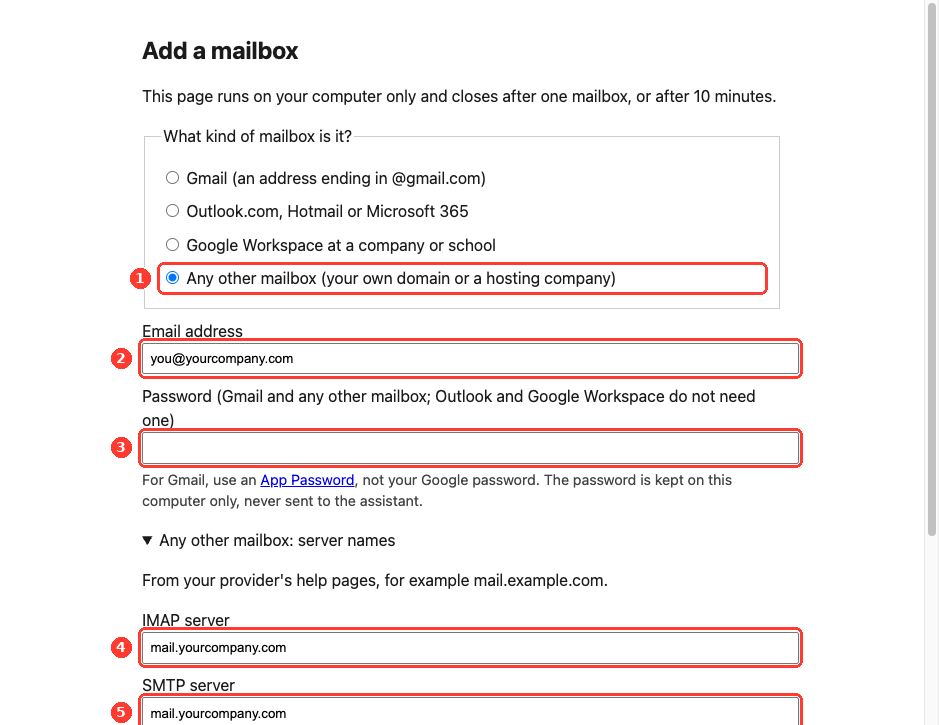 Add a mailbox
This page runs on your computer only and closes after one mailbox, or after 10 minutes.
What kind of mailbox is it?
Gmail (an address ending in @gmail.com)
Outlook.com, Hotmail or Microsoft 365
Google Workspace at a company or school
1 Any other mailbox (your own domain or a hosting company)
Email address
2 you@yourcompany.com
Password (Gmail and any other mailbox; Outlook and Google Workspace do not need
one)
3
For Gmail, use an App Password, not your Google password. The password is kept on this
computer only, never sent to the assistant.
▼ Any other mailbox: server names
From your provider's help pages, for example mail.example.com.
IMAP server
4 mail.yourcompany.com
SMTP server
5 mail.yourcompany.com